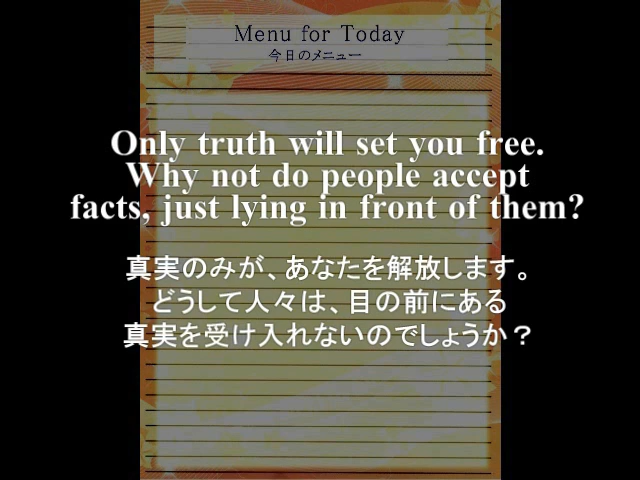 Menu for Today
今日のメニュー
Only truth will set you free.
Why not do people accept
facts, just lying in front of them?
真実のみが、あなたを解放します。
どうして人々は、目の前にある
真実を受け入れないのでしょうか？